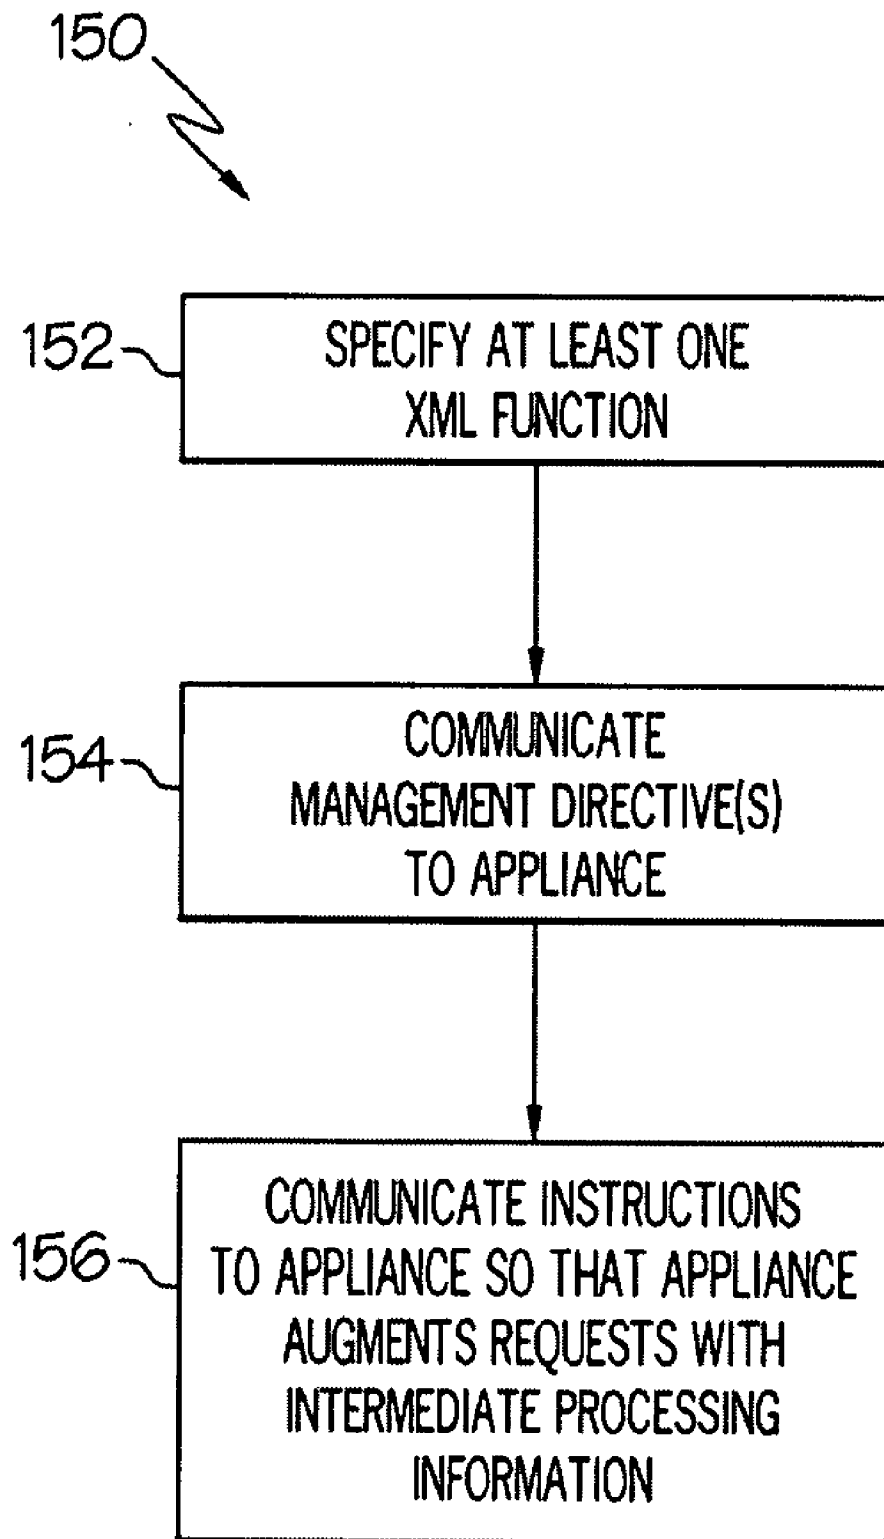 150
152
SPECIFY AT LEAST ONE
XML FUNCTION
154
COMMUNICATE
MANAGEMENT DIRECTIVE(S)
TO APPLIANCE
156
COMMUNICATE INSTRUCTIONS
TO APPLIANCE SO THAT APPLIANCE
AUGMENTS REQUESTS WITH
INTERMEDIATE PROCESSING
INFORMATION